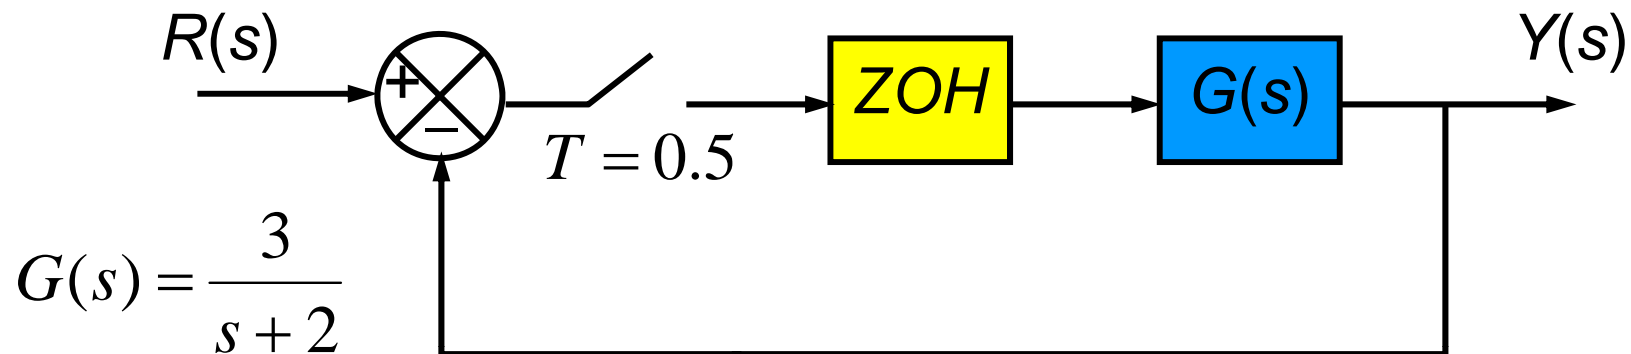 R(s)
Y(s)
+
−
ZOH
G(s)
T = 0.5
G(s) = 3 / (s + 2)